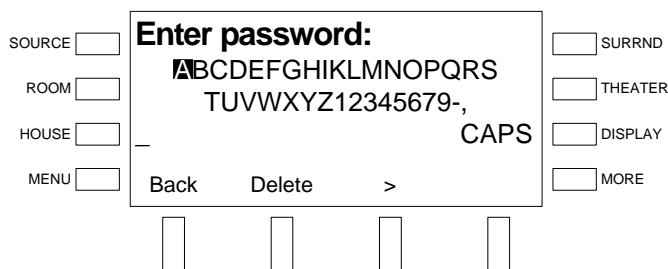 Enter password:
SOURCE
SURRND
ABCDEFGHIKLMNOPQRS
ROOM
THEATER
TUVWXYZ12345679-,
HOUSE
_
CAPS
DISPLAY
MENU
Back Delete >
MORE